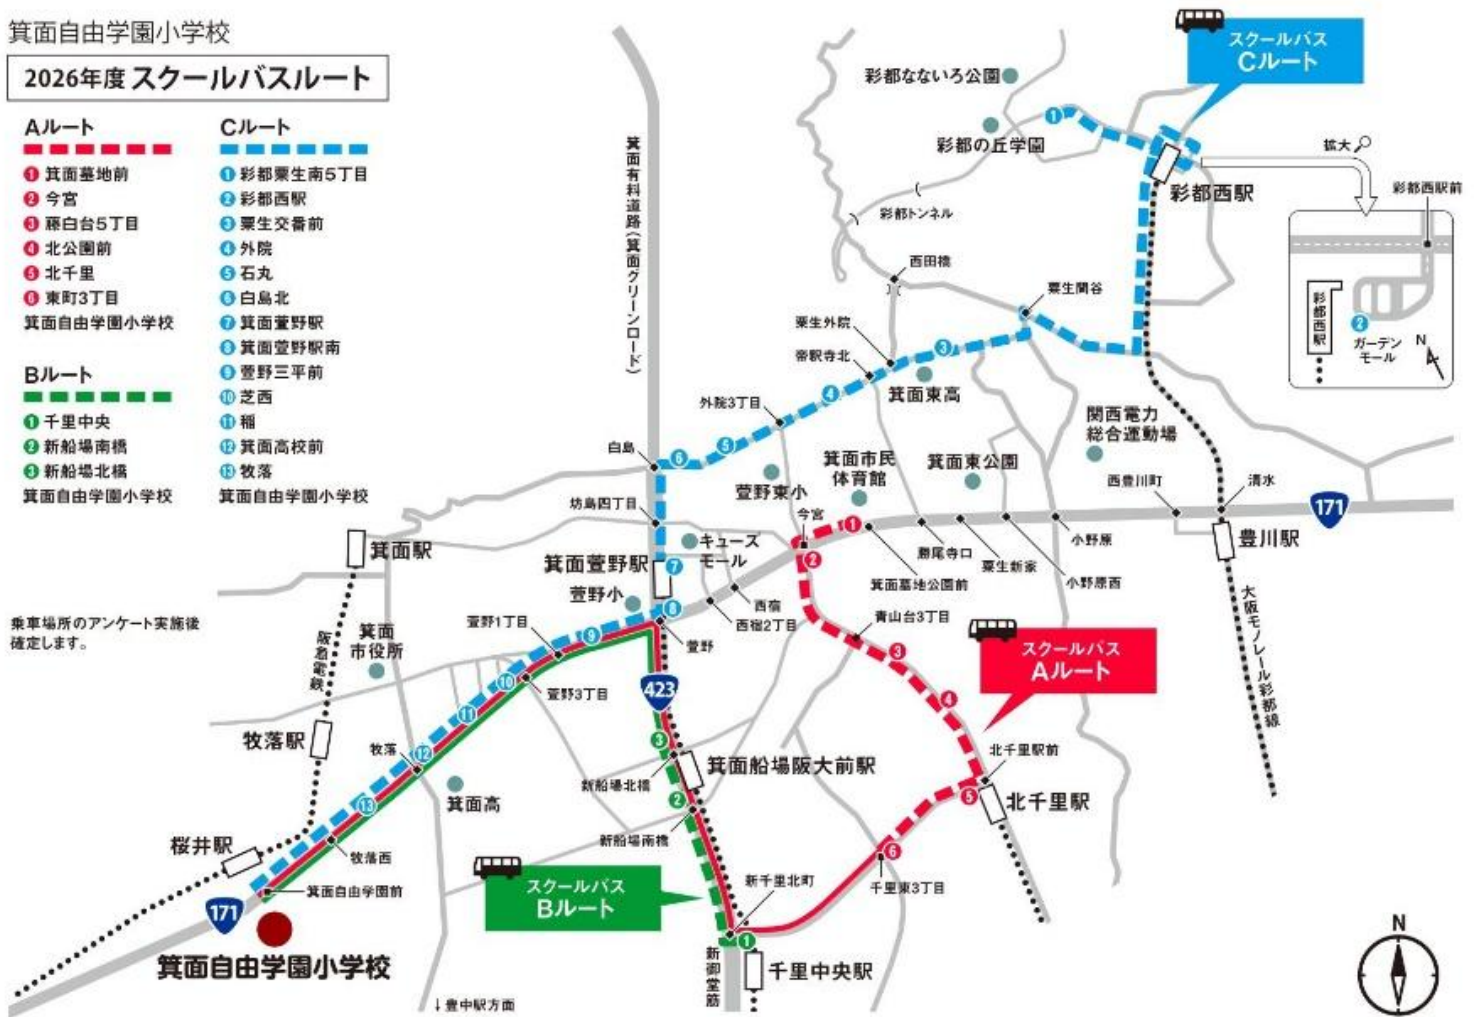 箕面自由学園小学校
2026年度 スクールバスルート
Aルート
1 箕面墓地前
2 今宮
3 藤白台5丁目
4 北公園前
5 北千里
6 東町3丁目
箕面自由学園小学校
Bルート
1 千里中央
2 新船場南橋
3 新船場北橋
箕面自由学園小学校
Cルート
1 彩都粟生南5丁目
2 彩都西駅
3 粟生交番前
4 外院
5 石丸
6 白島北
7 箕面萱野駅
8 箕面萱野駅南
9 萱野三平前
10 芝西
11 稲
12 箕面高校前
13 牧落
箕面自由学園小学校
乗車場所のアンケート実施後
確定します。
スクールバス
Cルート
彩都なないろ公園
1
彩都の丘学園
拡大
彩都西駅
彩都西駅前
彩都西駅
2
ガーデン
モール
N
彩都トンネル
箕面有料道路(箕面グリーンロード)
西田橋
粟生間谷
粟生外院
帝釈寺北
3
箕面東高
4
外院3丁目
関西電力
総合運動場
白島
6
5
箕面市民
体育館
箕面東公園
萱野東小
西豊川町
清水
171
坊島四丁目
今宮
1
小野原
豊川駅
箕面駅
キューズ
モール
箕面萱野駅
7
2
勝尾寺口
粟生新家
小野原西
箕面墓地公園前
萱野小
8
西宿
西宿2丁目
大阪モノレール彩都線
阪急電鉄
箕面
市役所
萱野1丁目
9
萱野
青山台3丁目
3
スクールバス
Aルート
10
萱野3丁目
423
4
11
牧落駅
牧落
12
3
箕面船場阪大前駅
北千里駅前
新船場北橋
5
北千里駅
箕面高
13
2
新船場南橋
桜井駅
牧落西
6
千里東3丁目
箕面自由学園前
スクールバス
Bルート
新千里北町
171
箕面自由学園小学校
1
千里中央駅
新御堂筋
↓豊中駅方面
N